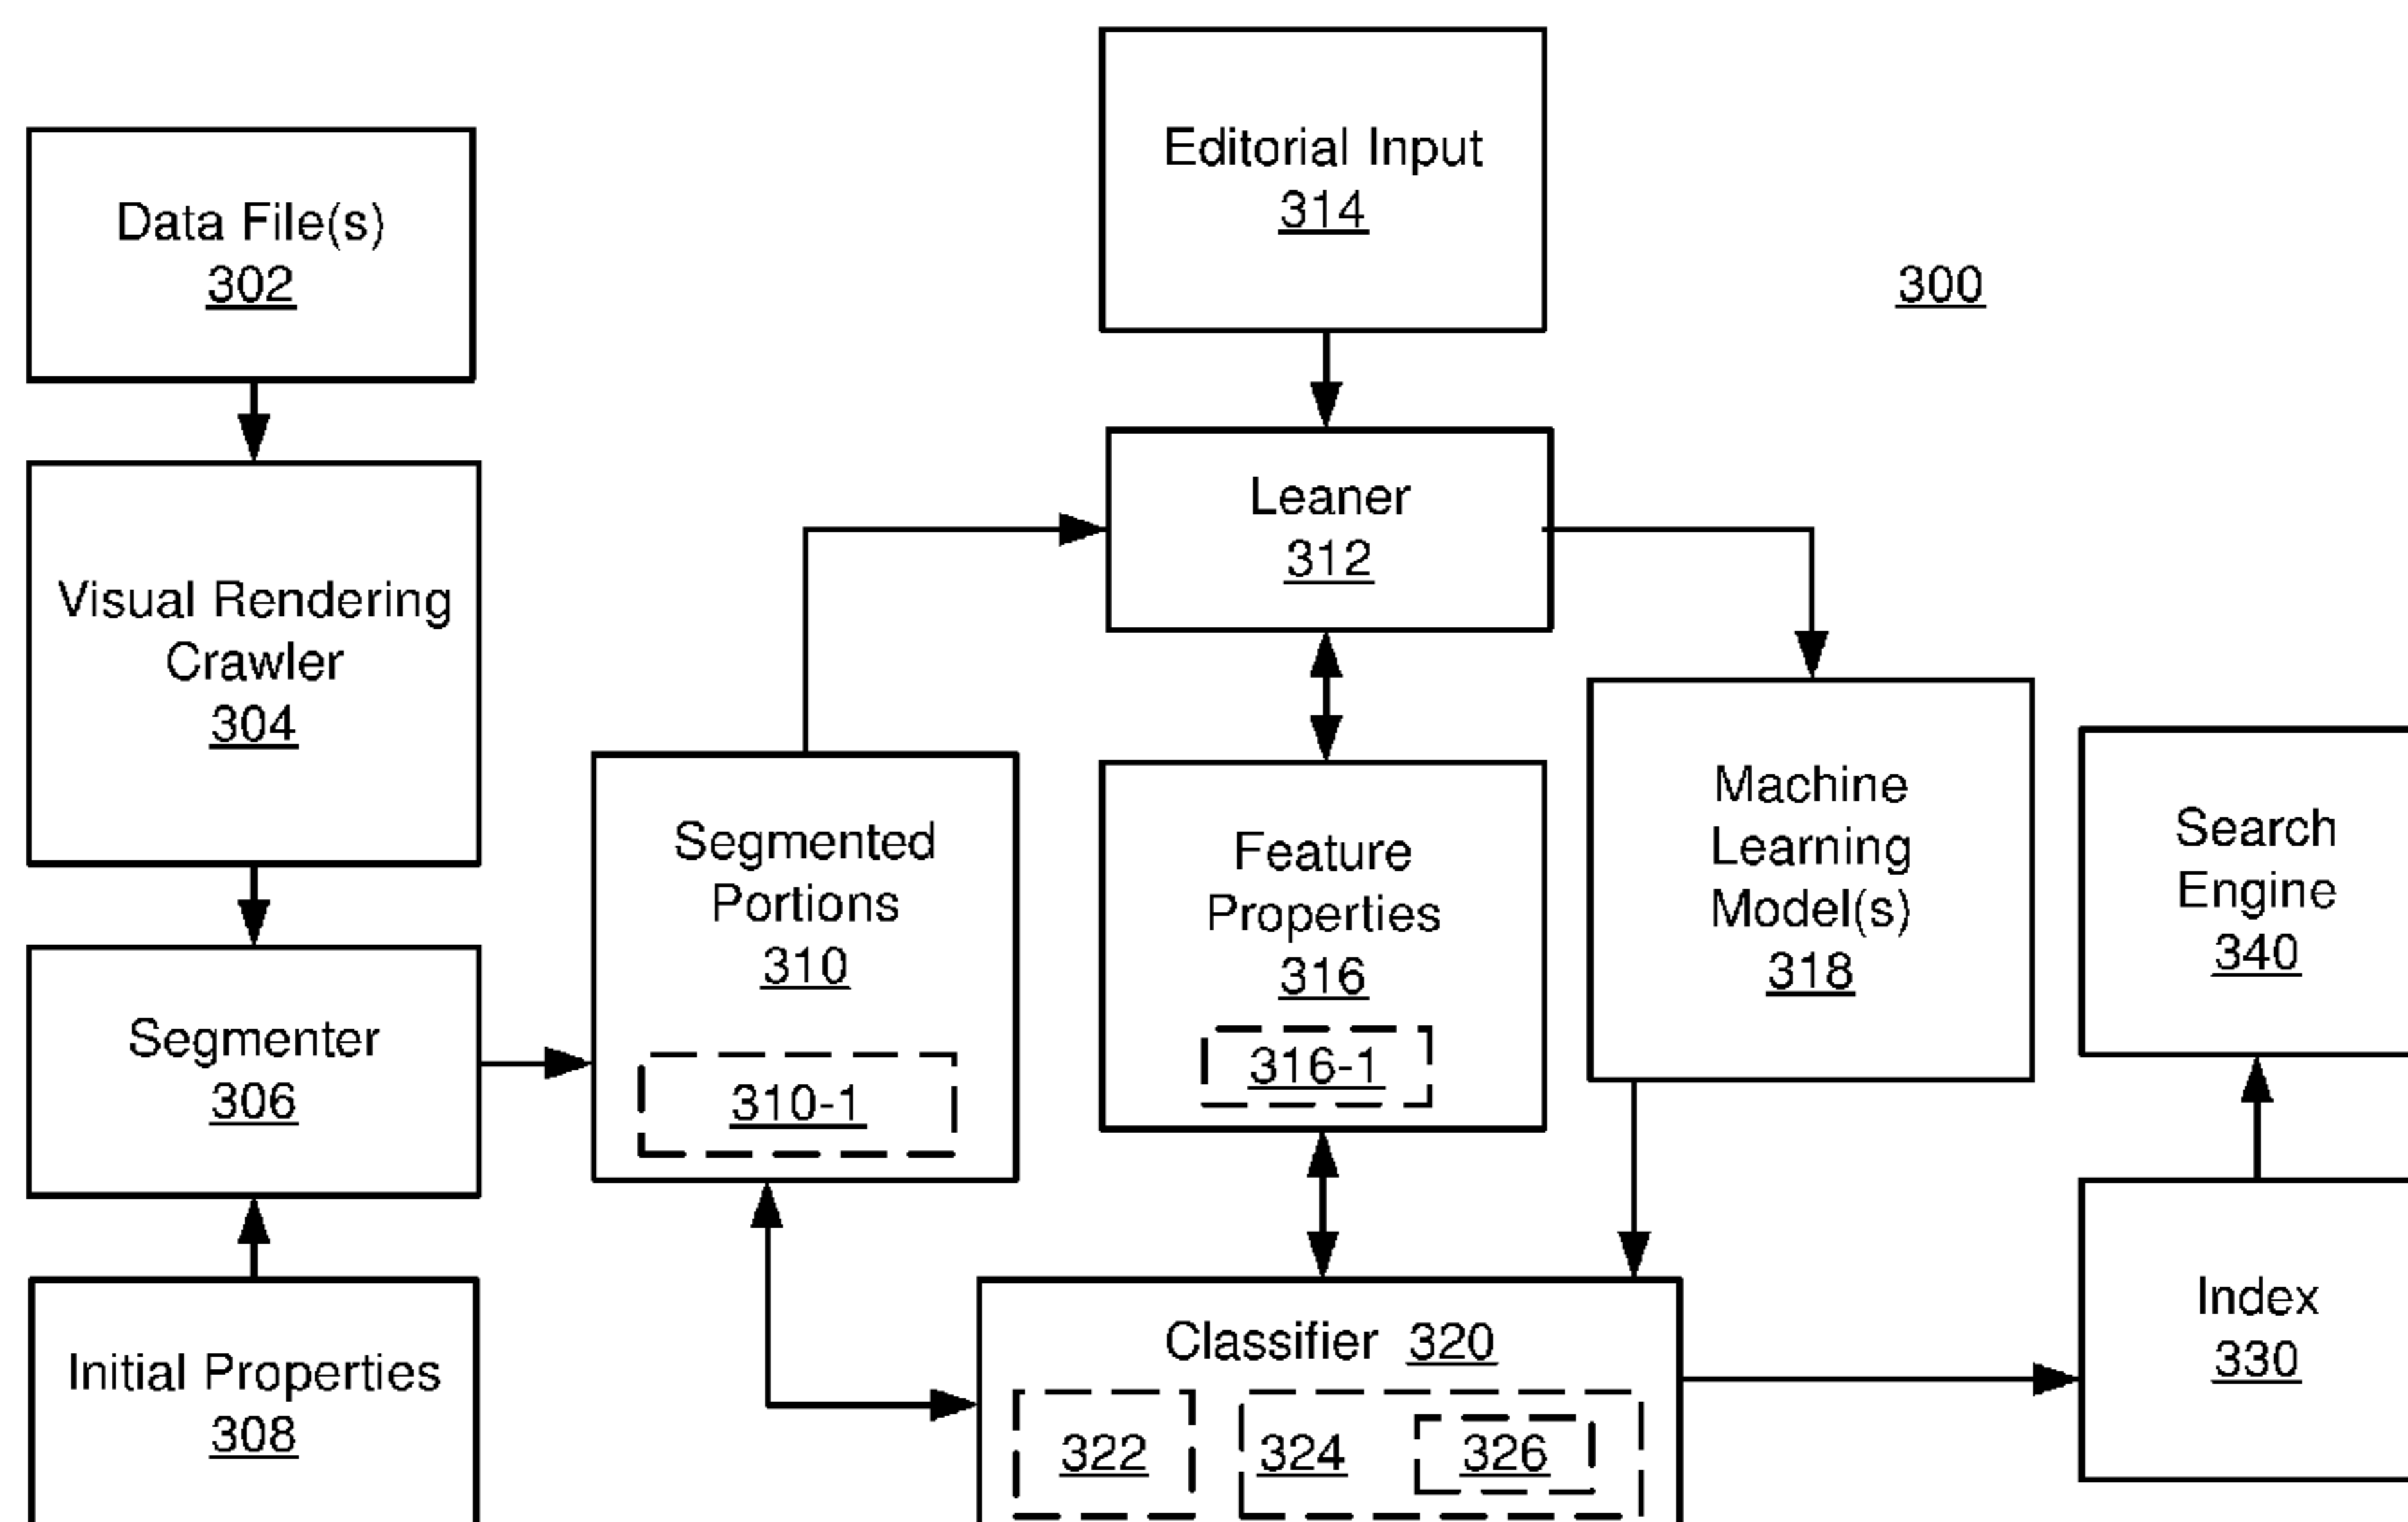 Data File(s)
302
Visual Rendering
Crawler
304
Segmenter
306
Initial Properties
308
Segmented
Portions
310
310-1
Editorial Input
314
Leaner
312
Feature
Properties
316
316-1
300
Machine
Learning
Model(s)
318
Classifier 320
322
324
326
Search
Engine
340
Index
330